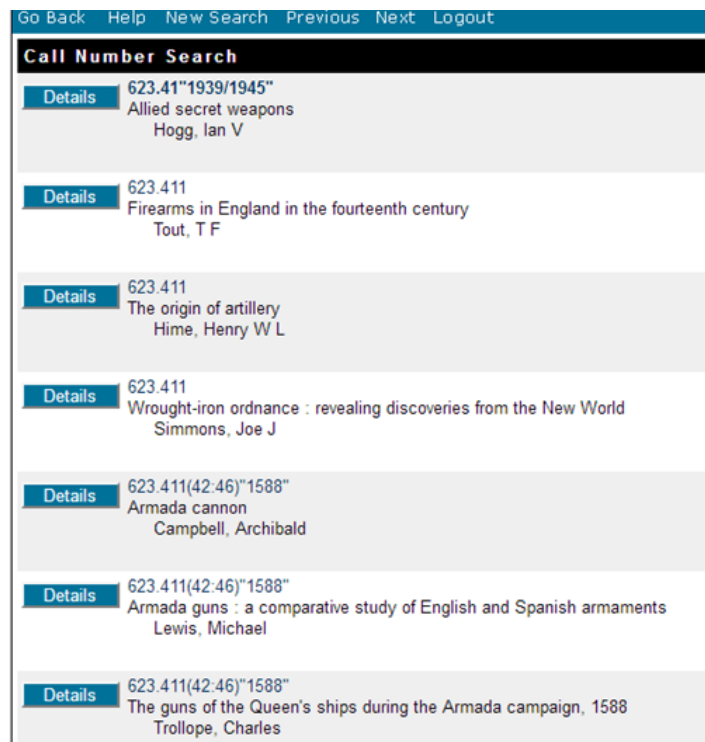 Go Back Help New Search Previous Next Logout
Call Number Search
Details
623.41"1939/1945"
Allied secret weapons
Hogg, Ian V
Details
623.411
Firearms in England in the fourteenth century
Tout, T F
Details
623.411
The origin of artillery
Hime, Henry W L
Details
623.411
Wrought-iron ordnance : revealing discoveries from the New World
Simmons, Joe J
Details
623.411(42:46)"1588"
Armada cannon
Campbell, Archibald
Details
623.411(42:46)"1588"
Armada guns : a comparative study of English and Spanish armaments
Lewis, Michael
Details
623.411(42:46)"1588"
The guns of the Queen's ships during the Armada campaign, 1588
Trollope, Charles